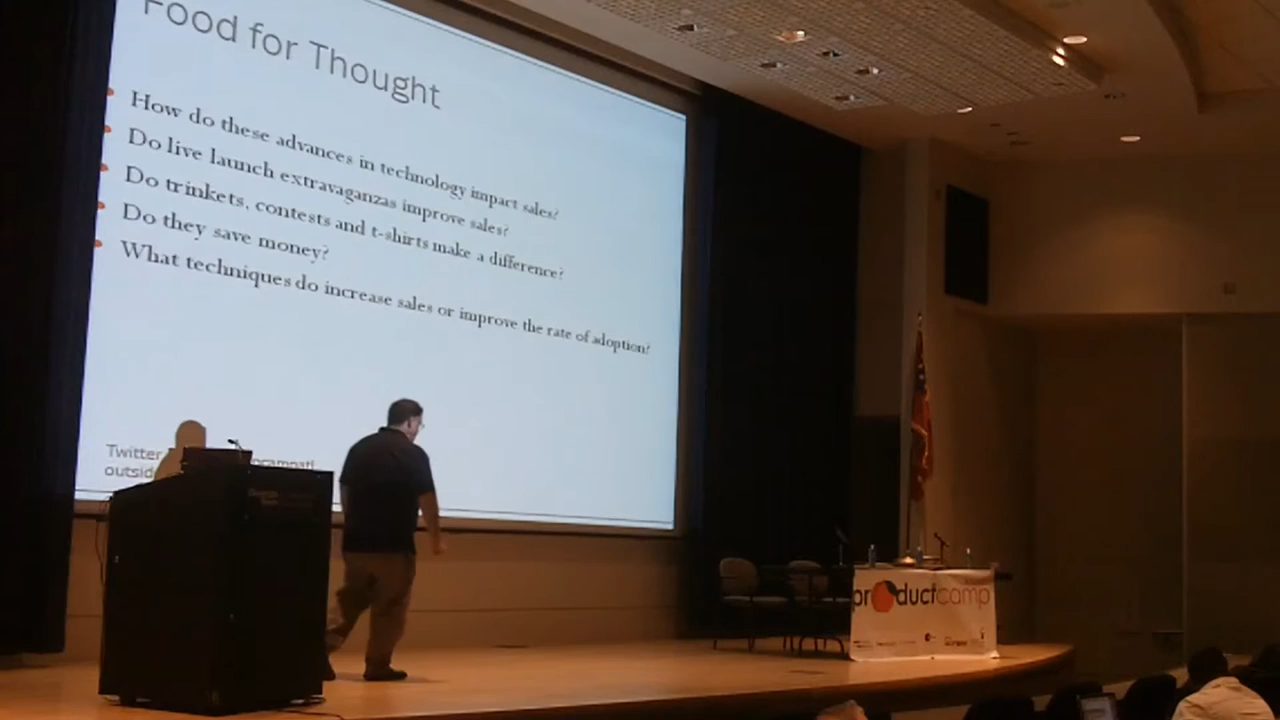 Food for Thought
How do these advances in technology impact sales?
Do live launch extravaganzas improve sales?
Do trinkets, contests and t-shirts make a difference?
Do they save money?
What techniques do increase sales or improve the rate of adoption?
Twitter
outsid
productcamp